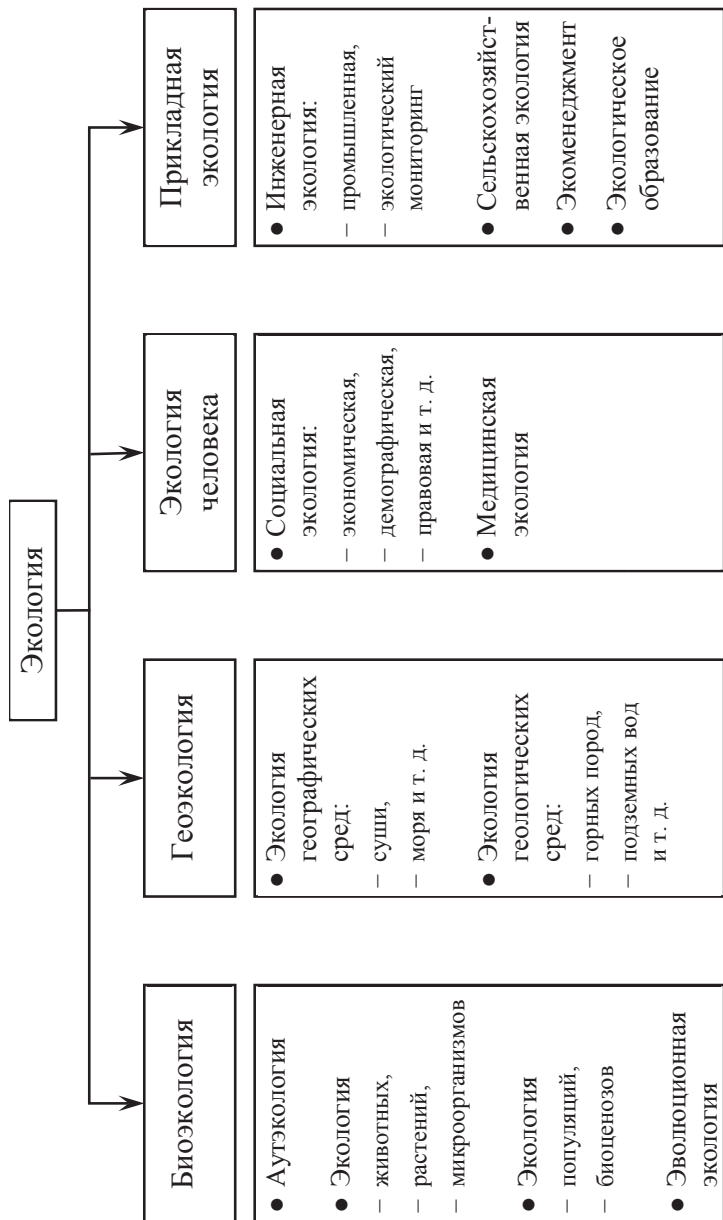 Экология
Биоэкология
● Аутэкология
● Экология
– животных,
– растений,
– микроорганизмов
● Экология
– популяций,
– биоценозов
● Эволюционная
экология
Геоэкология
● Экология
географических
сред:
– суши,
– моря и т. д.
● Экология
геологических
сред:
– горных пород,
– подземных вод
и т. д.
Экология
человека
● Социальная
экология:
– экономическая,
– демографическая,
– правовая и т. д.
● Медицинская
экология
Прикладная
экология
● Инженерная
экология:
– промышленная,
– экологический
мониторинг
● Сельскохозяйст-
венная экология
● Экоменеджмент
● Экологическое
образование